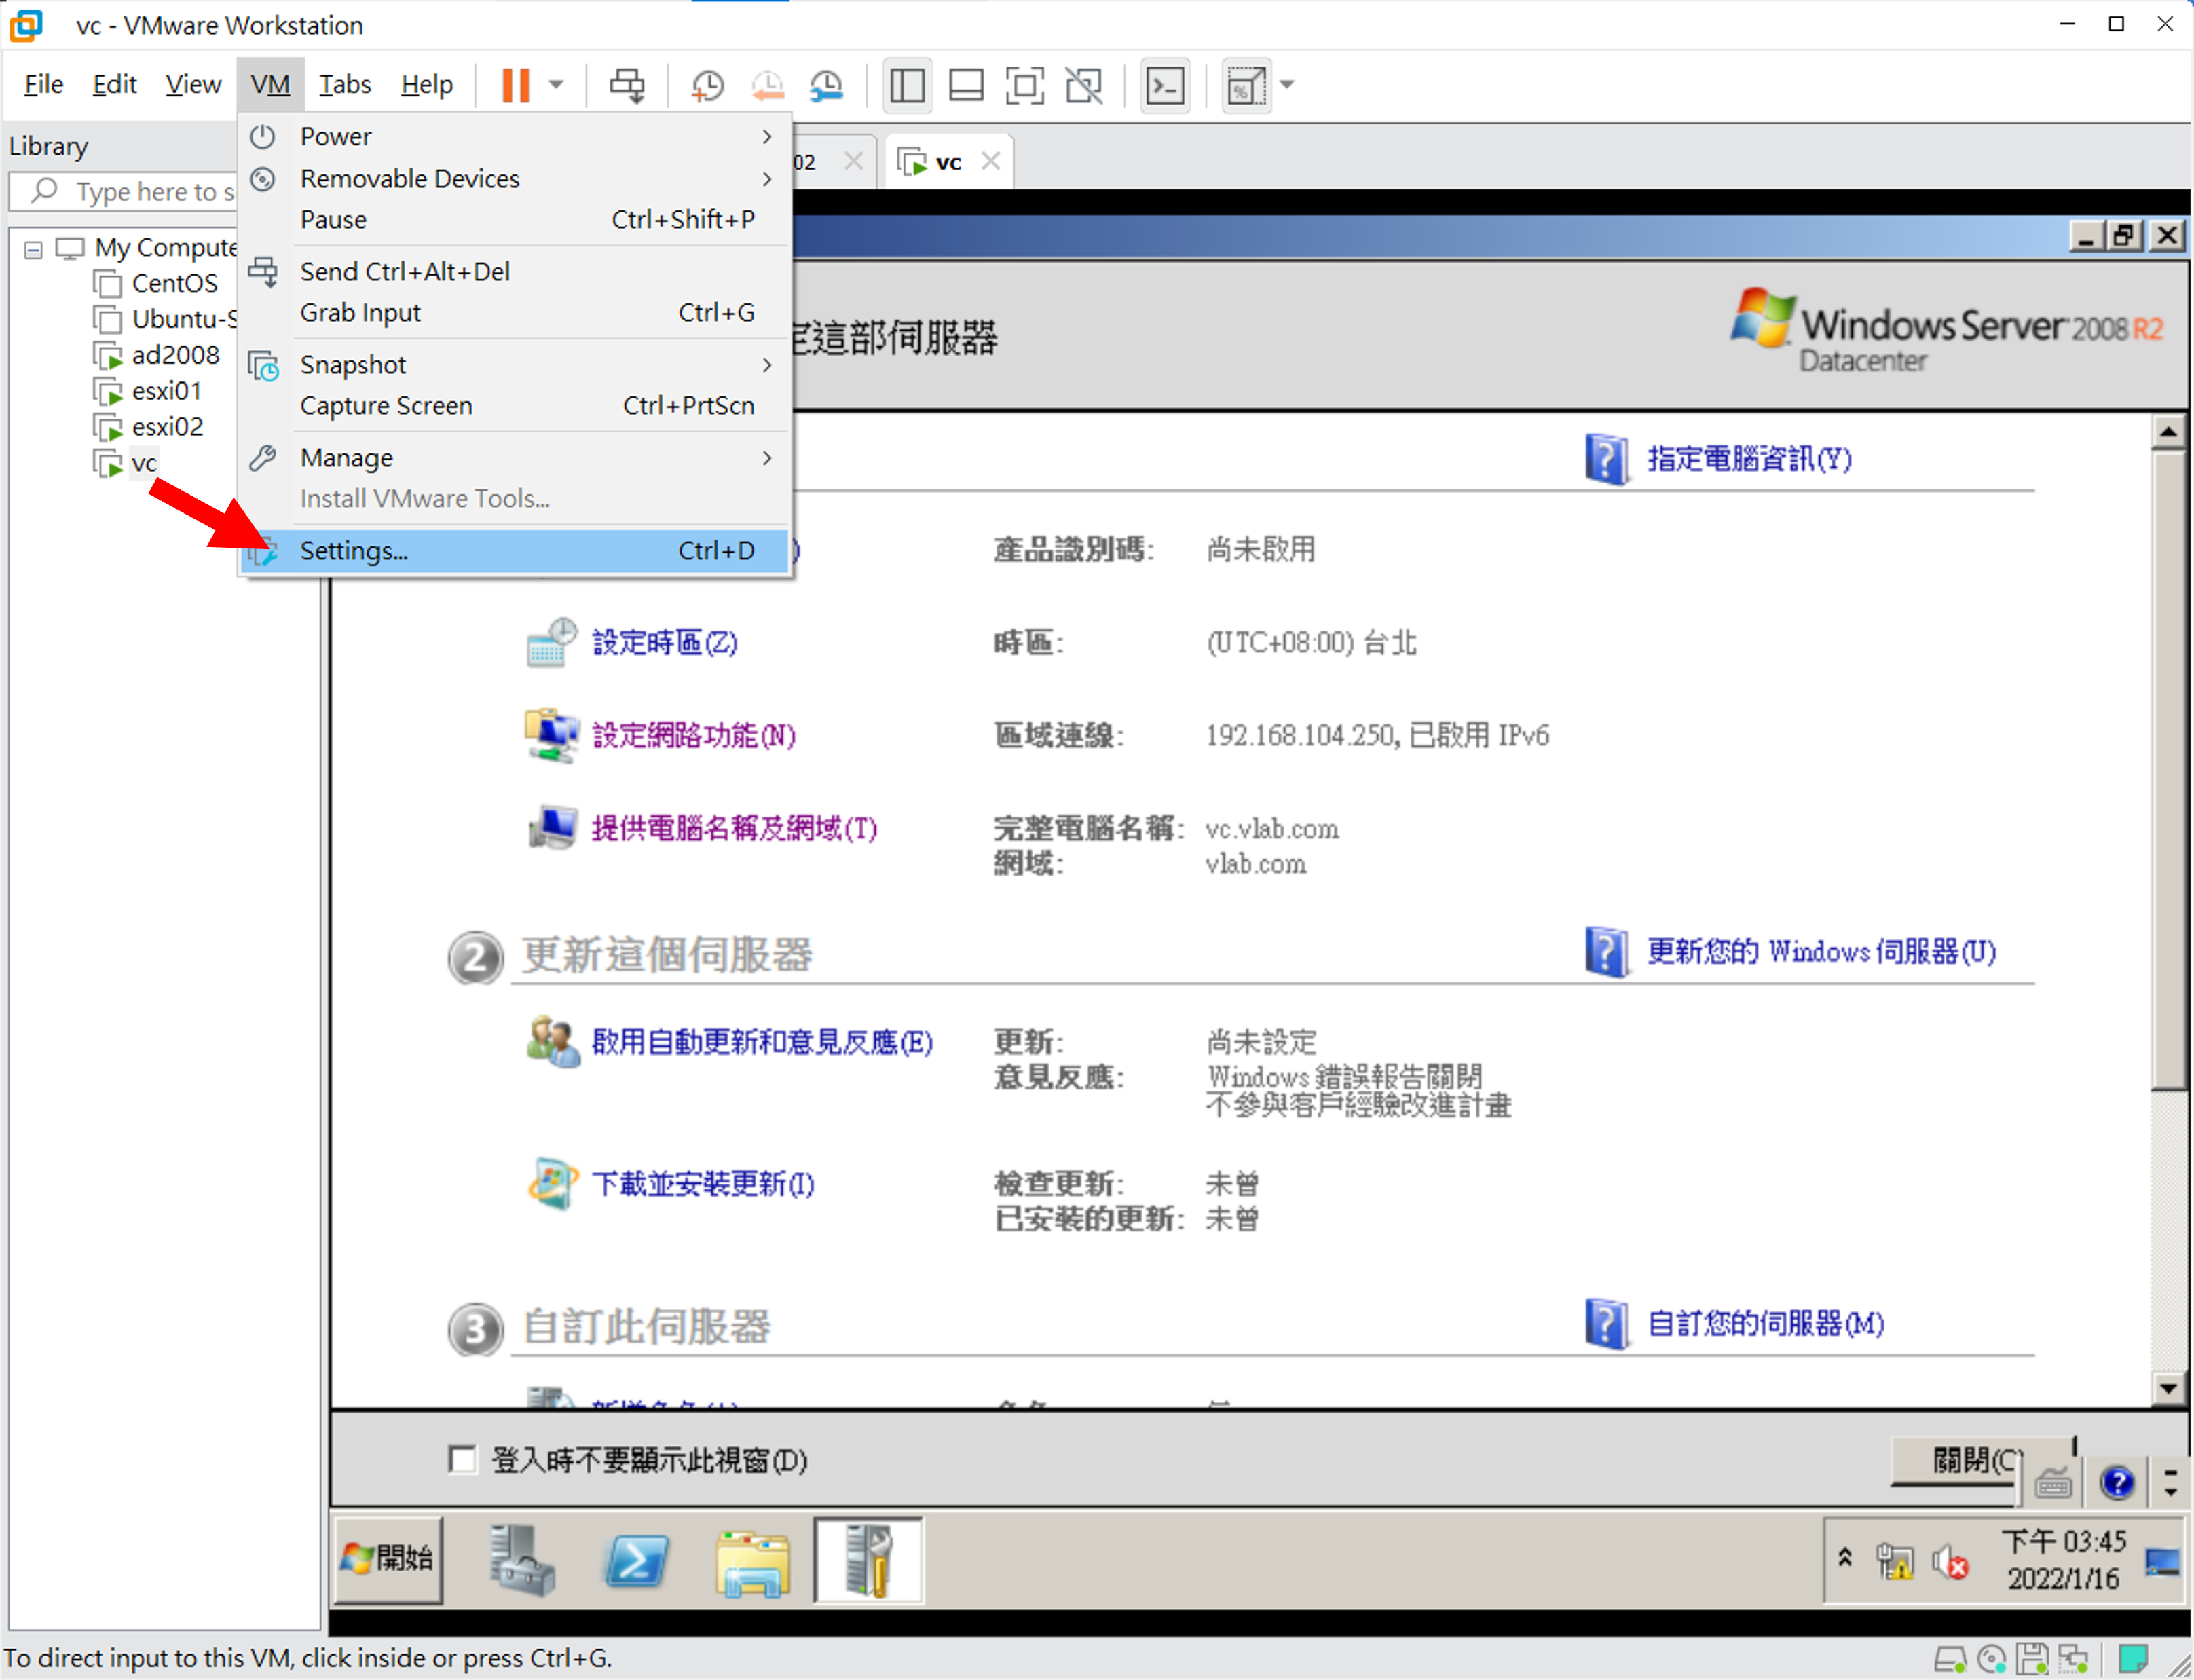 vc - VMware Workstation
File Edit View VM Tabs Help
Library
Type here to s
My Compute
CentOS
Ubuntu-S
ad2008
esxi01
esxi02
vc
Power
Removable Devices
Pause Ctrl+Shift+P
Send Ctrl+Alt+Del
Grab Input Ctrl+G
Snapshot
Capture Screen Ctrl+PrtScn
Manage
Install VMware Tools...
Settings... Ctrl+D
02
vc
定這部伺服器
Windows Server 2008 R2
Datacenter
指定電腦資訊(Y)
產品識別碼: 尚未啟用
設定時區(Z) 時區: (UTC+08:00) 台北
設定網路功能(N) 區域連線: 192.168.104.250, 已啟用 IPv6
提供電腦名稱及網域(T) 完整電腦名稱: vc.vlab.com
網域: vlab.com
2 更新這個伺服器 更新您的 Windows 伺服器(U)
啟用自動更新和意見反應(E) 更新: 尚未設定
意見反應: Windows 錯誤報告關閉
不參與客戶經驗改進計畫
下載並安裝更新(I) 檢查更新: 未曾
已安裝的更新: 未曾
3 自訂此伺服器 自訂您的伺服器(M)
登入時不要顯示此視窗(D)
關閉(C)
開始
下午 03:45
2022/1/16
To direct input to this VM, click inside or press Ctrl+G.